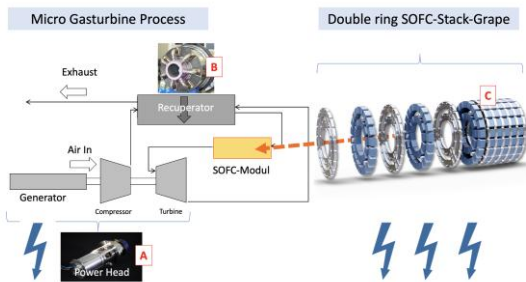 Micro Gasturbine Process
Double ring SOFC-Stack-Grape
B
C
Exhaust
Recuperator
Air In
SOFC-Modul
Generator
Compressor
Turbine
A
Power Head